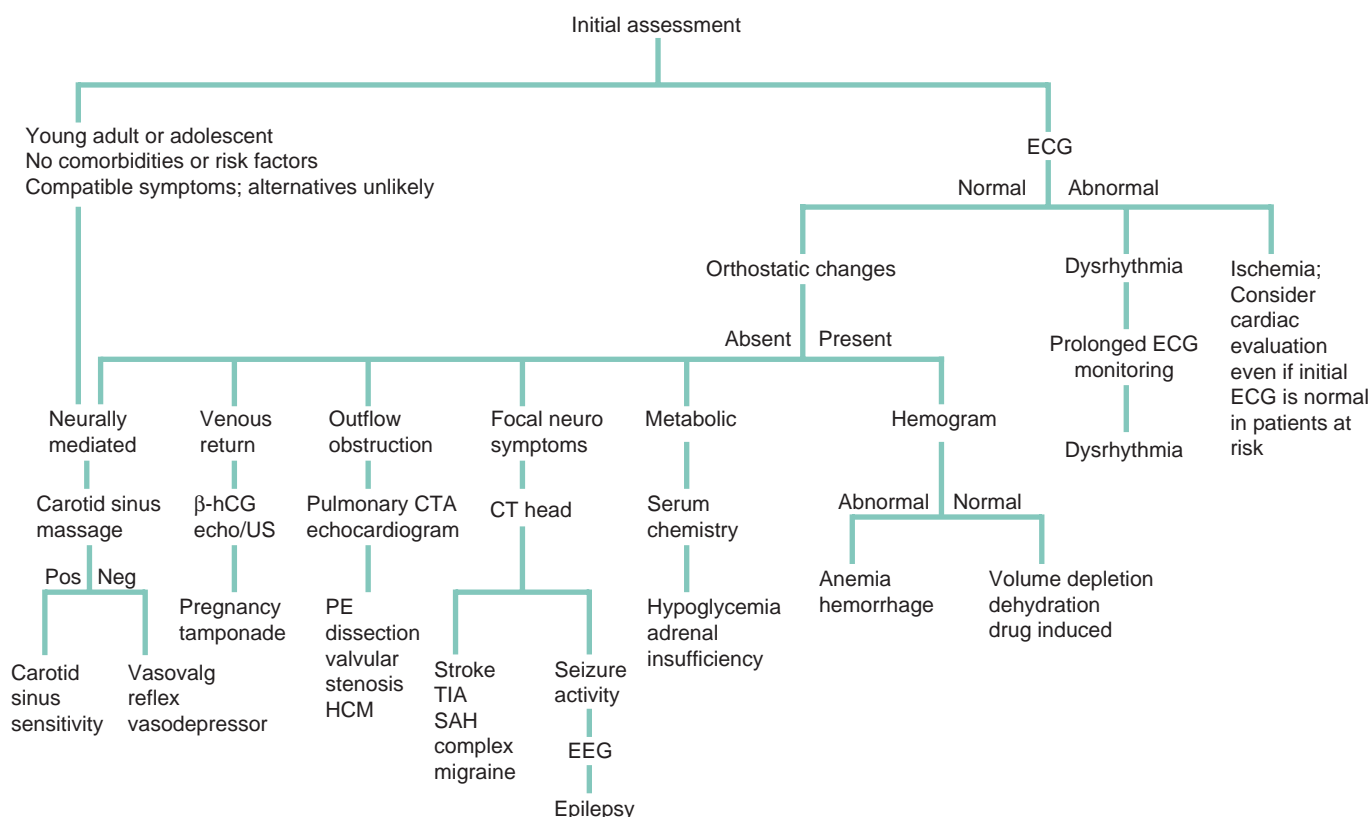 Initial assessment
Young adult or adolescent
No comorbidities or risk factors
Compatible symptoms; alternatives unlikely
ECG
Normal Abnormal
Orthostatic changes
Dysrhythmia
Ischemia;
Consider
cardiac
evaluation
even if initial
ECG is normal
in patients at
risk
Absent Present
Prolonged ECG
monitoring
Dysrhythmia
Neurally
mediated
Venous
return
Outflow
obstruction
Focal neuro
symptoms
Metabolic
Hemogram
Carotid sinus
massage
β-hCG
echo/US
Pulmonary CTA
echocardiogram
CT head
Serum
chemistry
Abnormal Normal
Pos Neg
Pregnancy
tamponade
PE
dissection
valvular
stenosis
HCM
Hypoglycemia
adrenal
insufficiency
Anemia
hemorrhage
Volume depletion
dehydration
drug induced
Carotid
sinus
sensitivity
Vasovalg
reflex
vasodepressor
Stroke
TIA
SAH
complex
migraine
Seizure
activity
EEG
Epilepsy